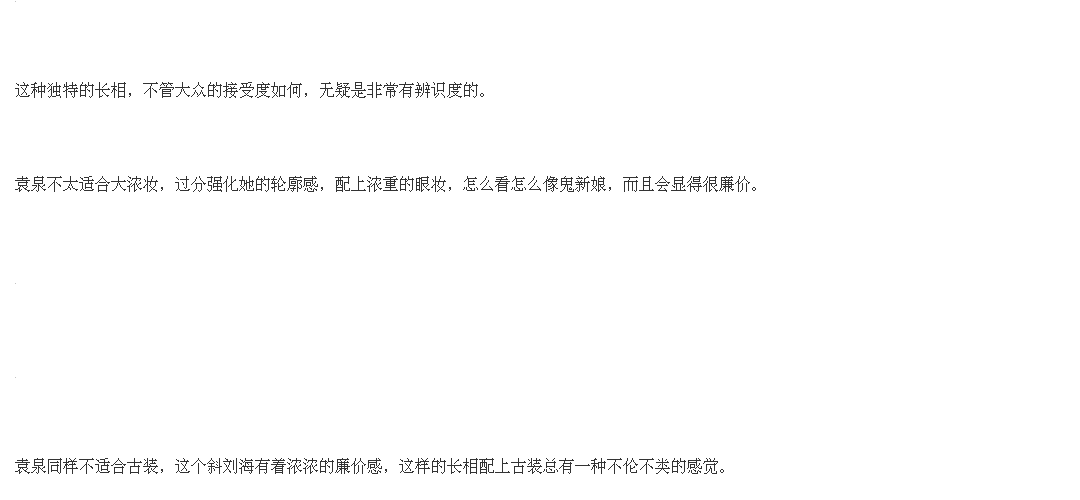 这种独特的长相，不管大众的接受度如何，无疑是非常有辨识度的。
袁泉不太适合大浓妆，过分强化她的轮廓感，配上浓重的眼妆，怎么看怎么像鬼新娘，而且会显得很廉价。
袁泉同样不适合古装，这个斜刘海有着浓浓的廉价感，这样的长相配上古装总有一种不伦不类的感觉。